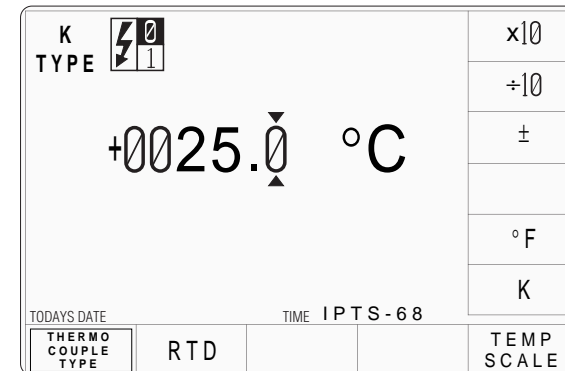 K
TYPE
0
1
+0025.0 °C
x10
÷10
±
°F
K
TODAYS DATE
TIME IPTS-68
THERMO
COUPLE
TYPE
RTD
TEMP
SCALE